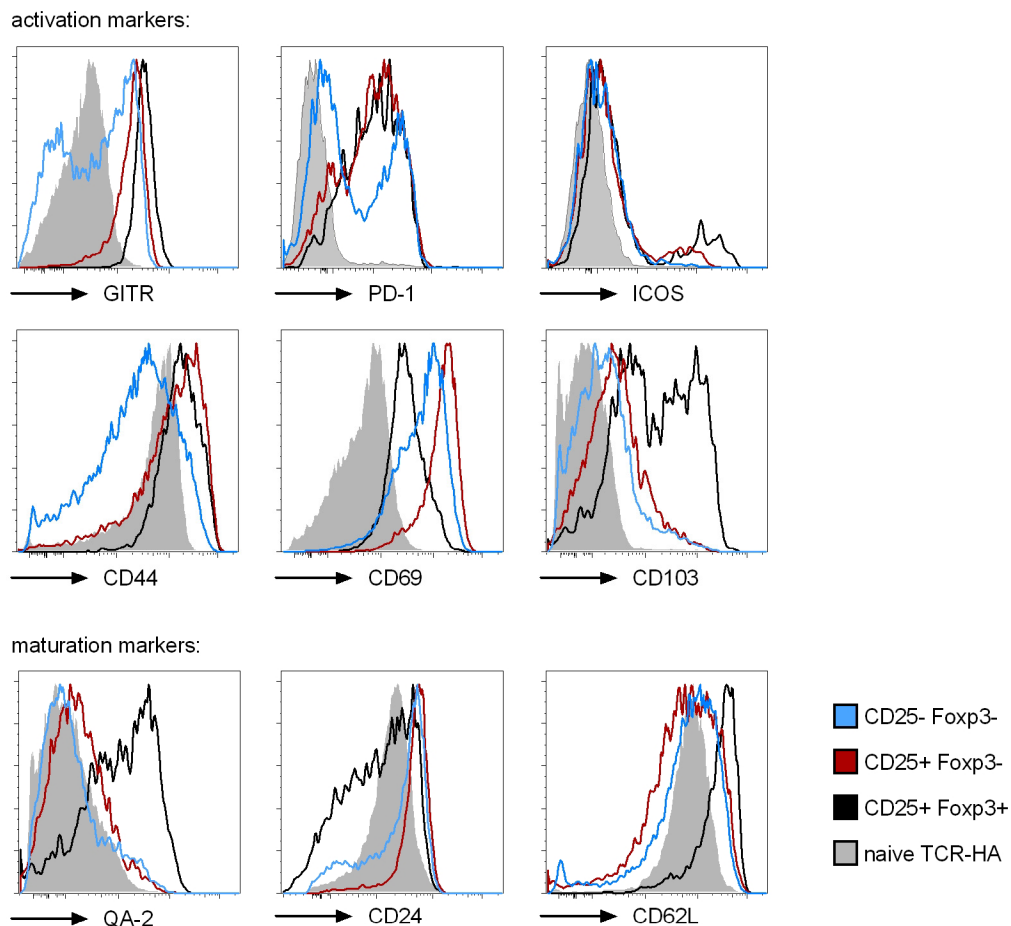 activation markers:
GITR
PD-1
ICOS
CD44
CD69
CD103
maturation markers:
QA-2
CD24
CD62L
CD25- Foxp3-
CD25+ Foxp3-
CD25+ Foxp3+
naive TCR-HA